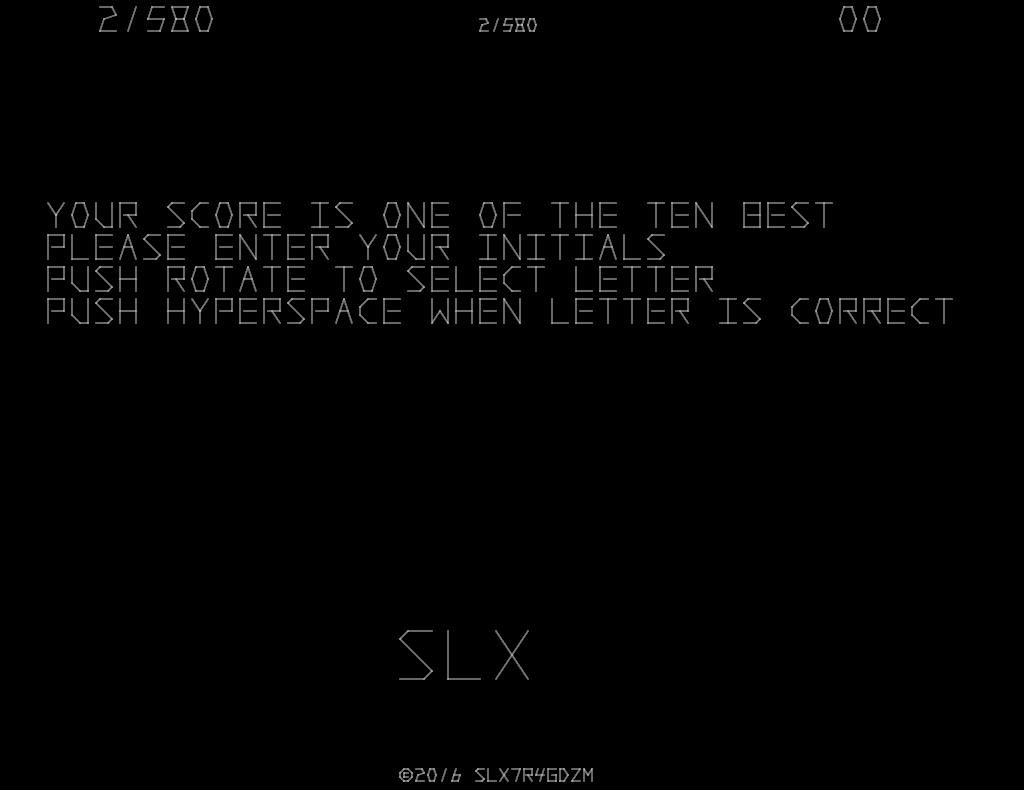 21580 21580 00
YOUR SCORE IS ONE OF THE TEN BEST
PLEASE ENTER YOUR INITIALS
PUSH ROTATE TO SELECT LETTER
PUSH HYPERSPACE WHEN LETTER IS CORRECT
SLX
©2016 SLX7R4GDZM